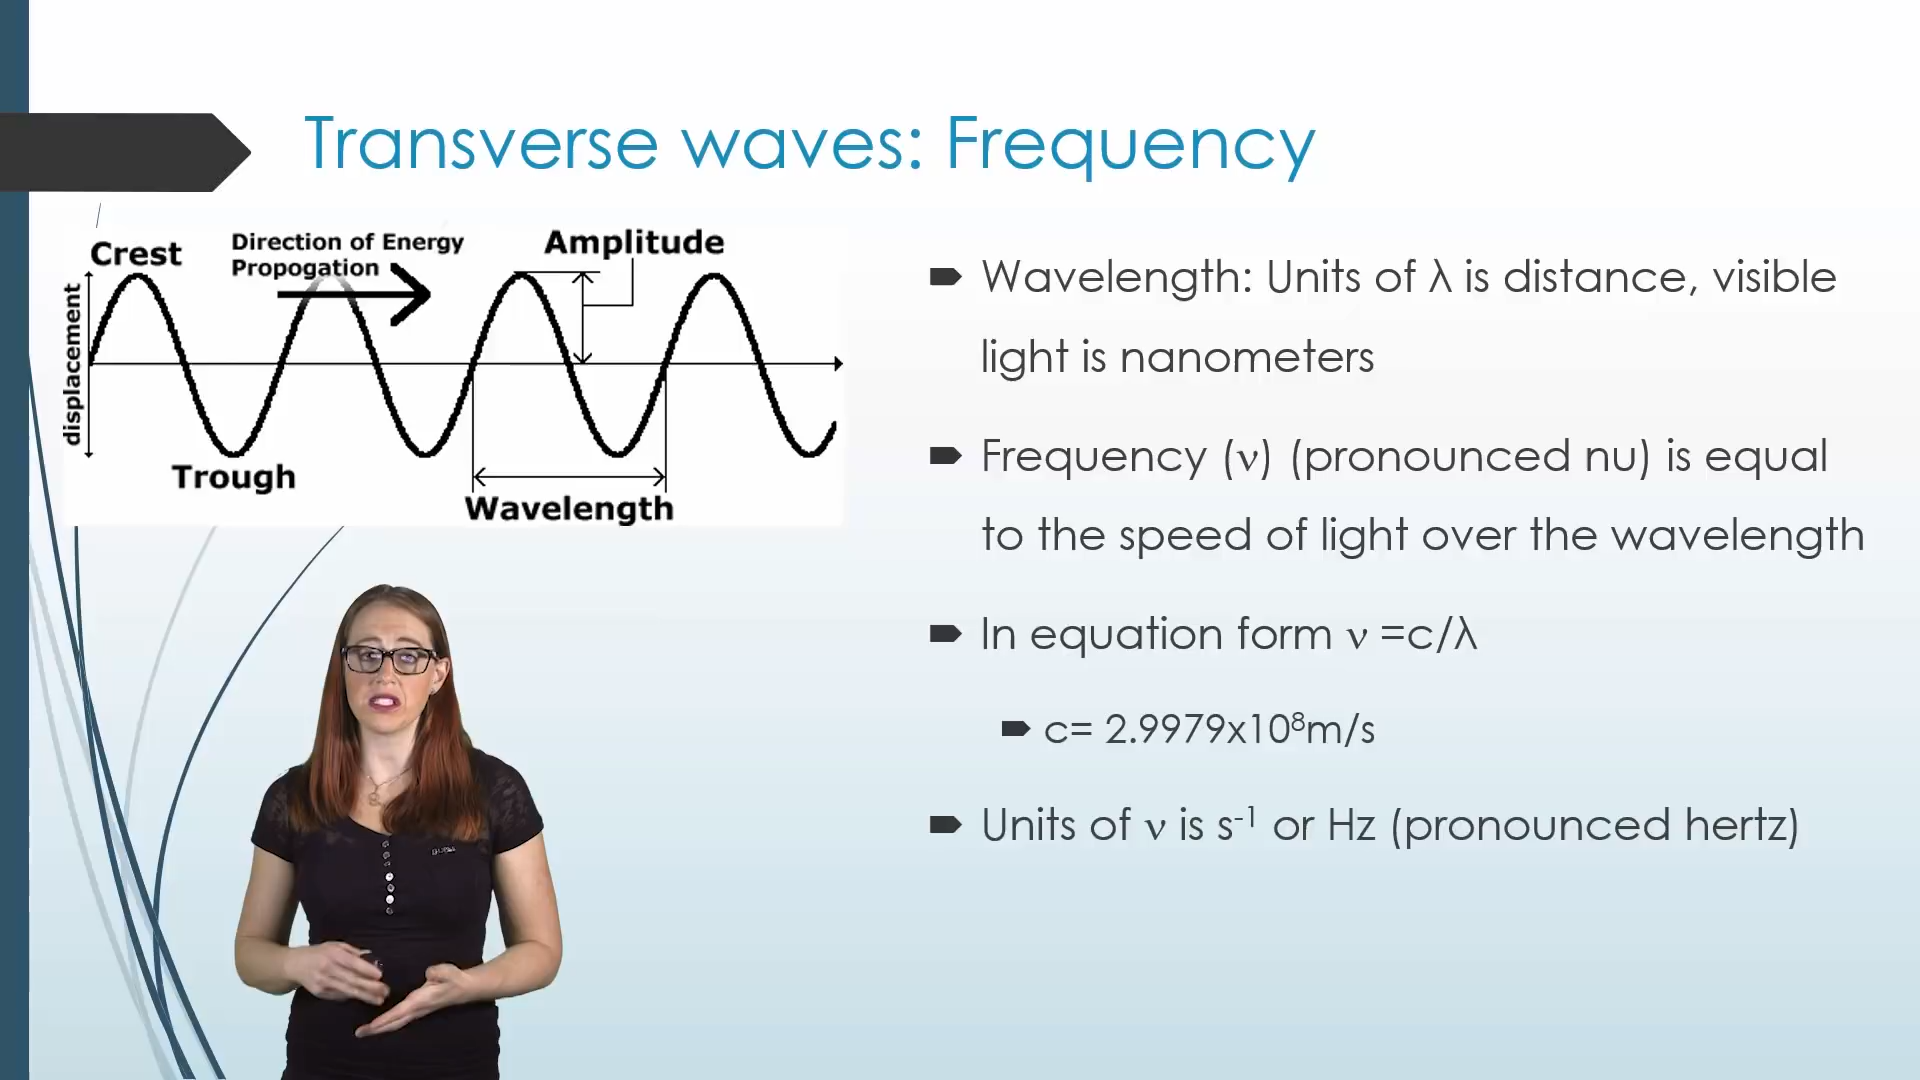 Transverse waves: Frequency
Crest
Direction of Energy
Propogation
Amplitude
displacement
Trough
Wavelength
Wavelength: Units of λ is distance, visible
light is nanometers
Frequency (ν) (pronounced nu) is equal
to the speed of light over the wavelength
In equation form ν =c/λ
c= 2.9979x10⁸m/s
Units of ν is s⁻¹ or Hz (pronounced hertz)